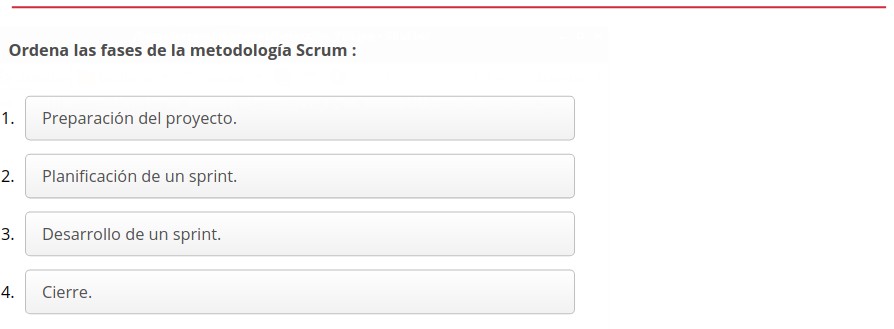 Ordena las fases de la metodología Scrum :
1. Preparación del proyecto.
2. Planificación de un sprint.
3. Desarrollo de un sprint.
4. Cierre.